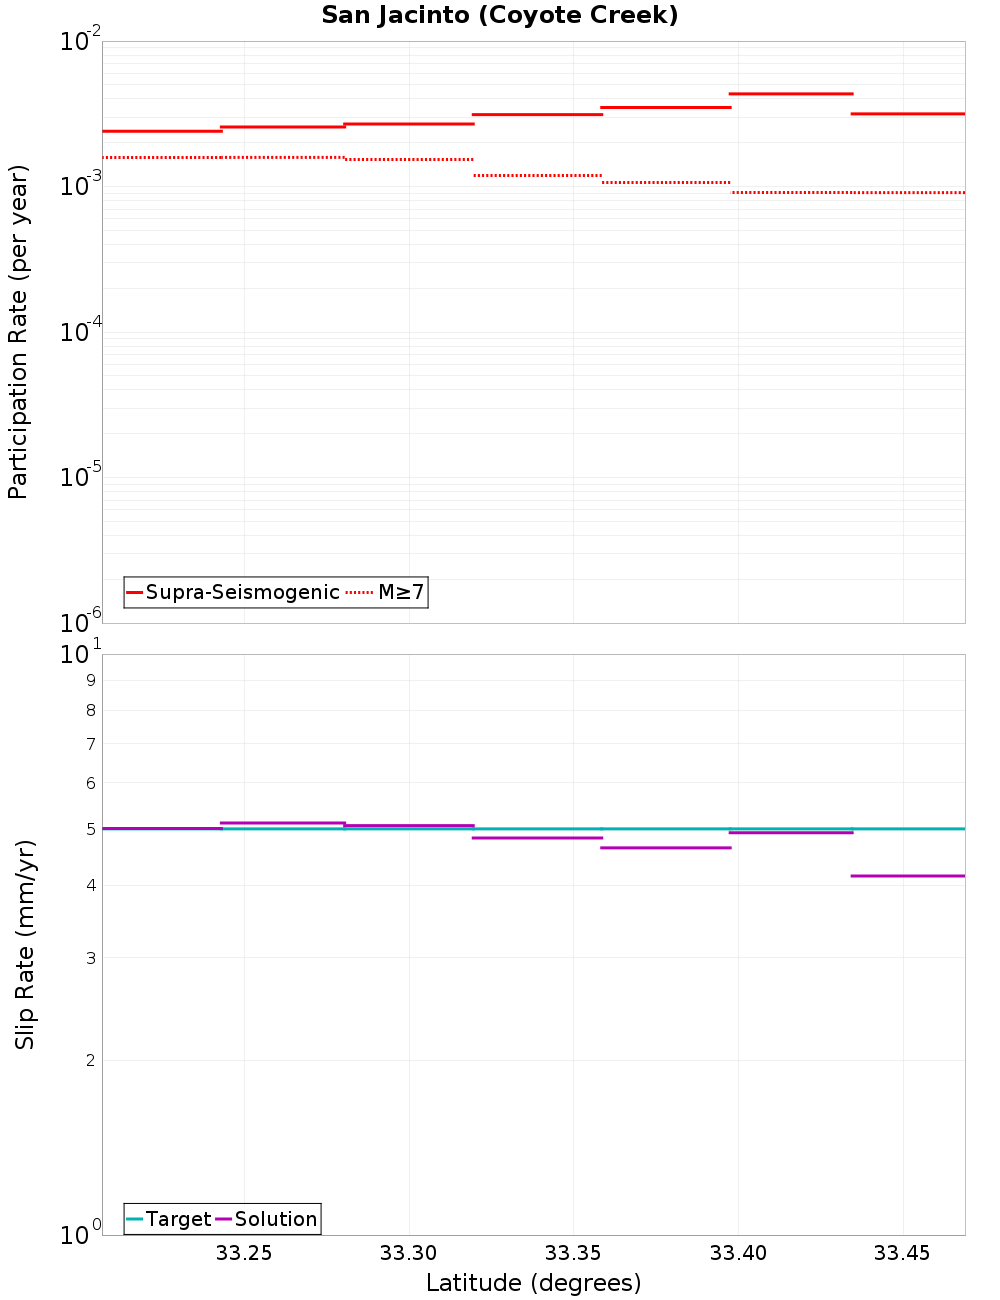 San Jacinto (Coyote Creek)
10-2
10-3
10-4
10-5
10-6
Participation Rate (per year)
Supra-Seismogenic M≥7
101
9
8
7
6
5
4
3
2
100
Slip Rate (mm/yr)
Target Solution
33.25 33.30 33.35 33.40 33.45
Latitude (degrees)